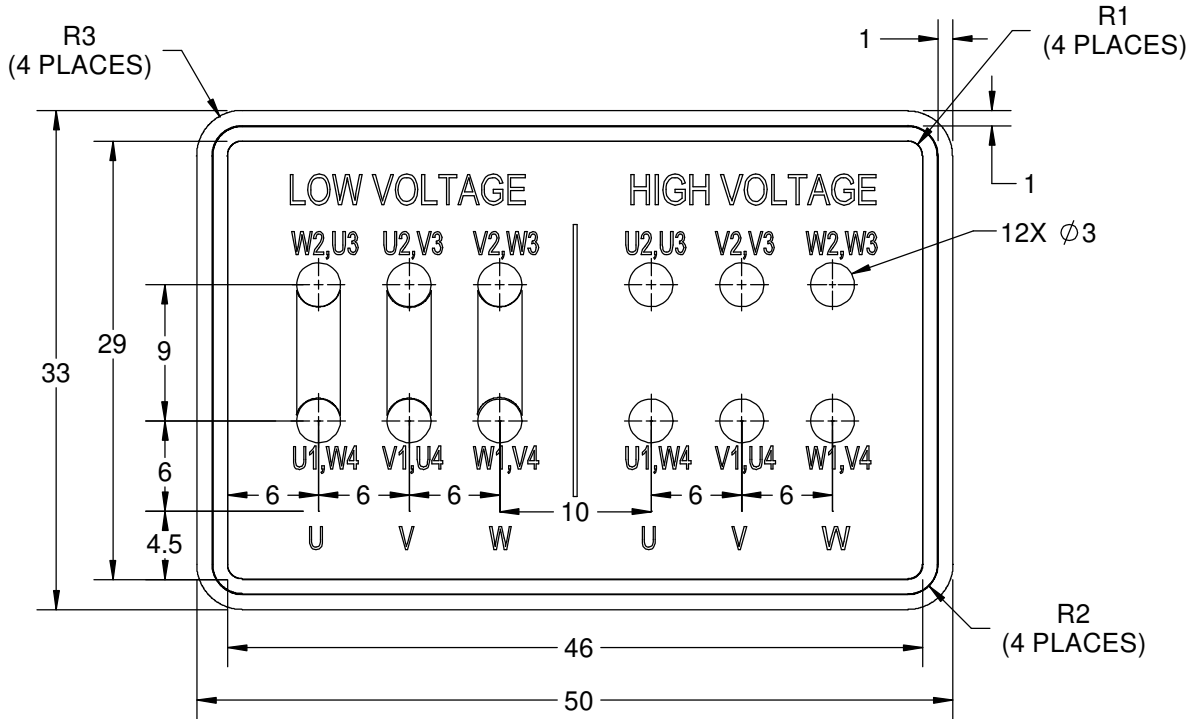 R3
(4 PLACES)
1
R1
(4 PLACES)
1
LOW VOLTAGE
HIGH VOLTAGE
W2,U3 U2,V3 V2,W3
U2,U3 V2,V3 W2,W3
12X ∅3
33
29
9
6
4.5
U1,W4 V1,U4 W1,V4
U1,W4 V1,U4 W1,V4
6 6 6 10 6 6
U V W
U V W
R2
(4 PLACES)
46
50